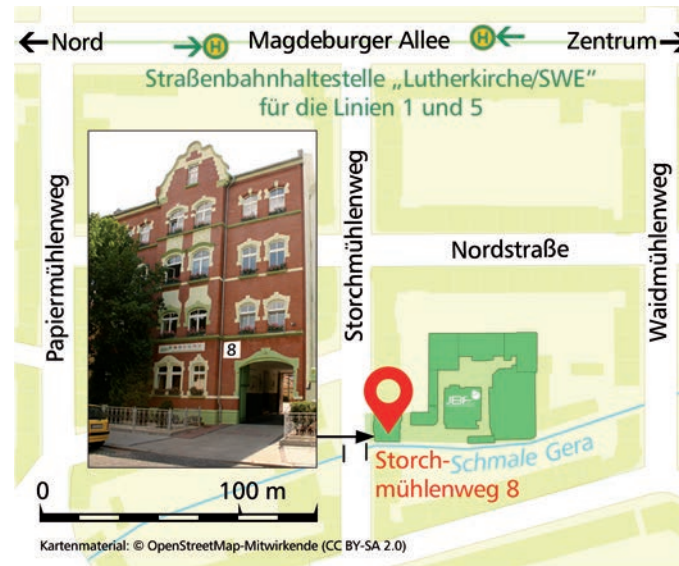 Nord
H
Magdeburger Allee
H
Zentrum
Straßenbahnhaltestelle „Lutherkirche/SWE”
für die Linien 1 und 5
Papiermühlenweg
Storchmühlenweg
Waidmühlenweg
Nordstraße
8
JBF
Storch-
mühlenweg 8
Schmale Gera
0
100 m
Kartenmaterial: © OpenStreetMap-Mitwirkende (CC BY-SA 2.0)